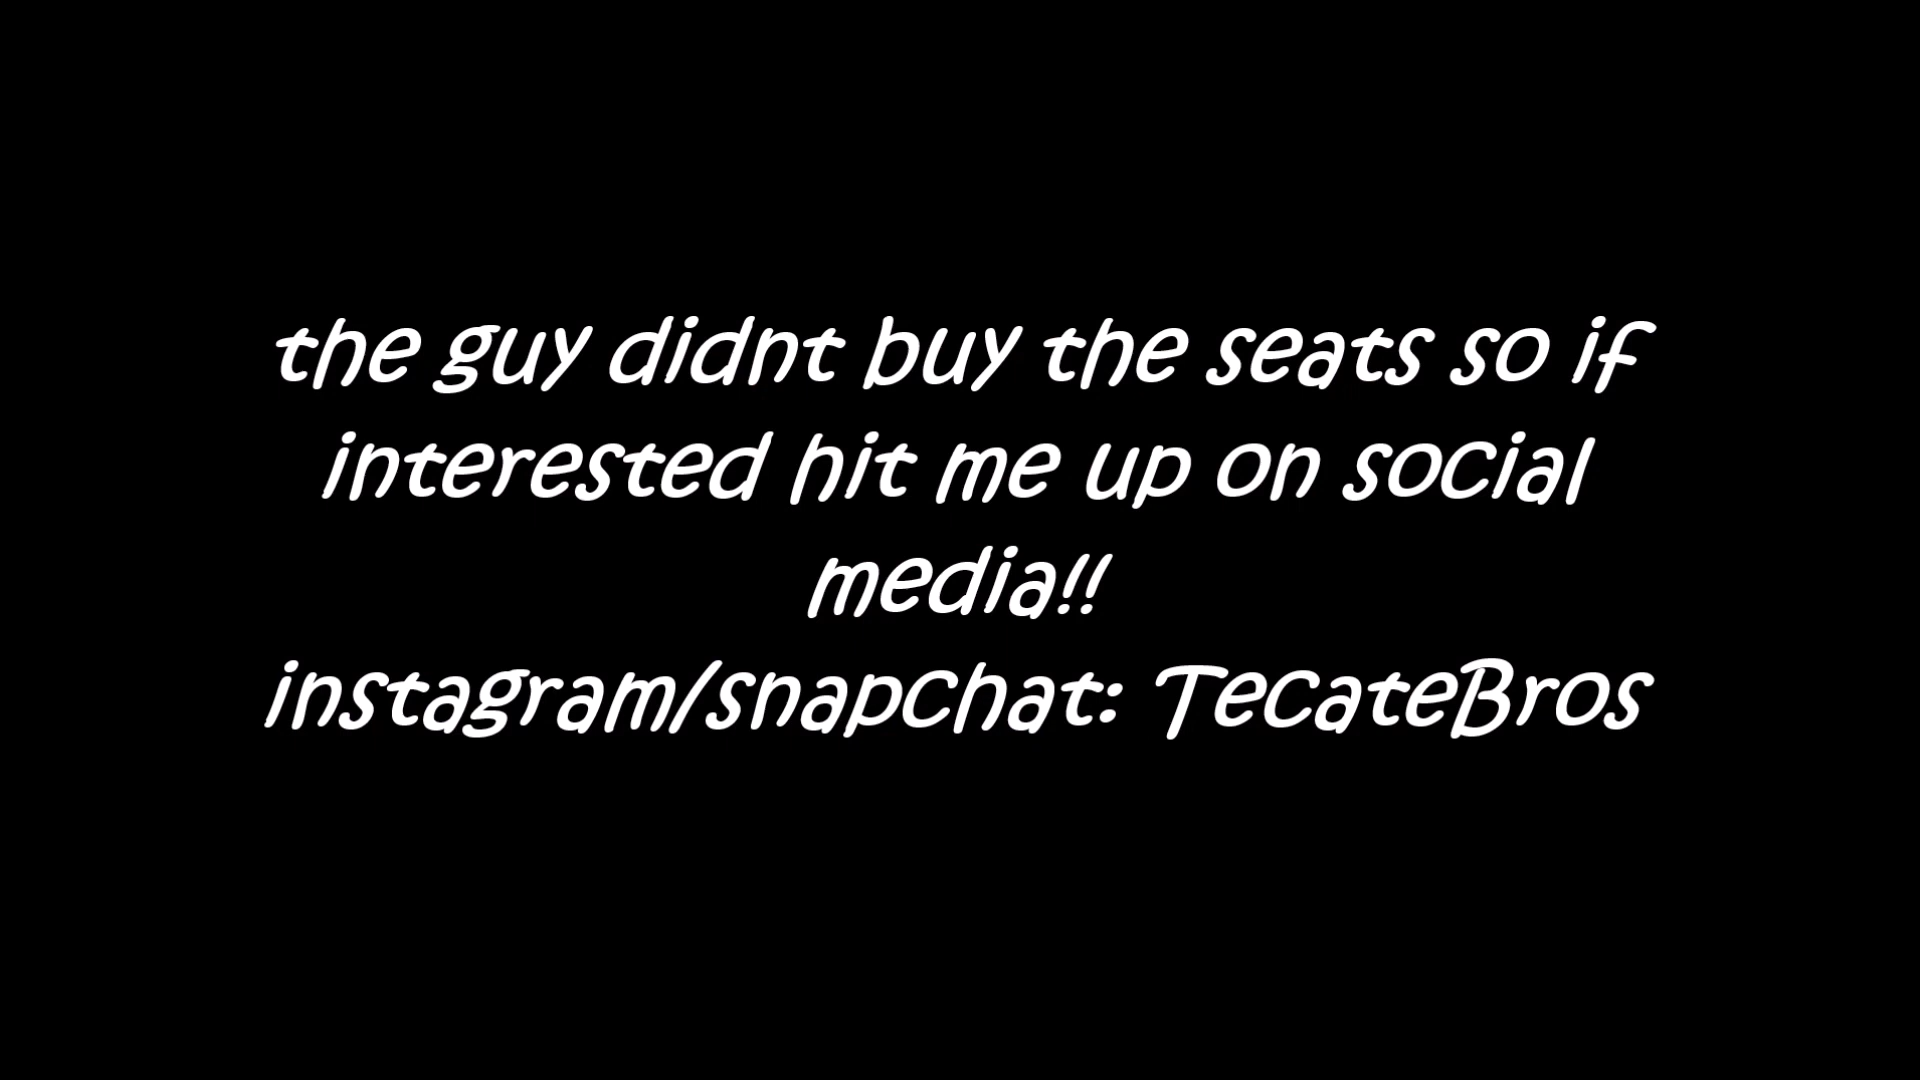 the guy didnt buy the seats so if
interested hit me up on social
media!!
instagram/snapchat: TecateBros